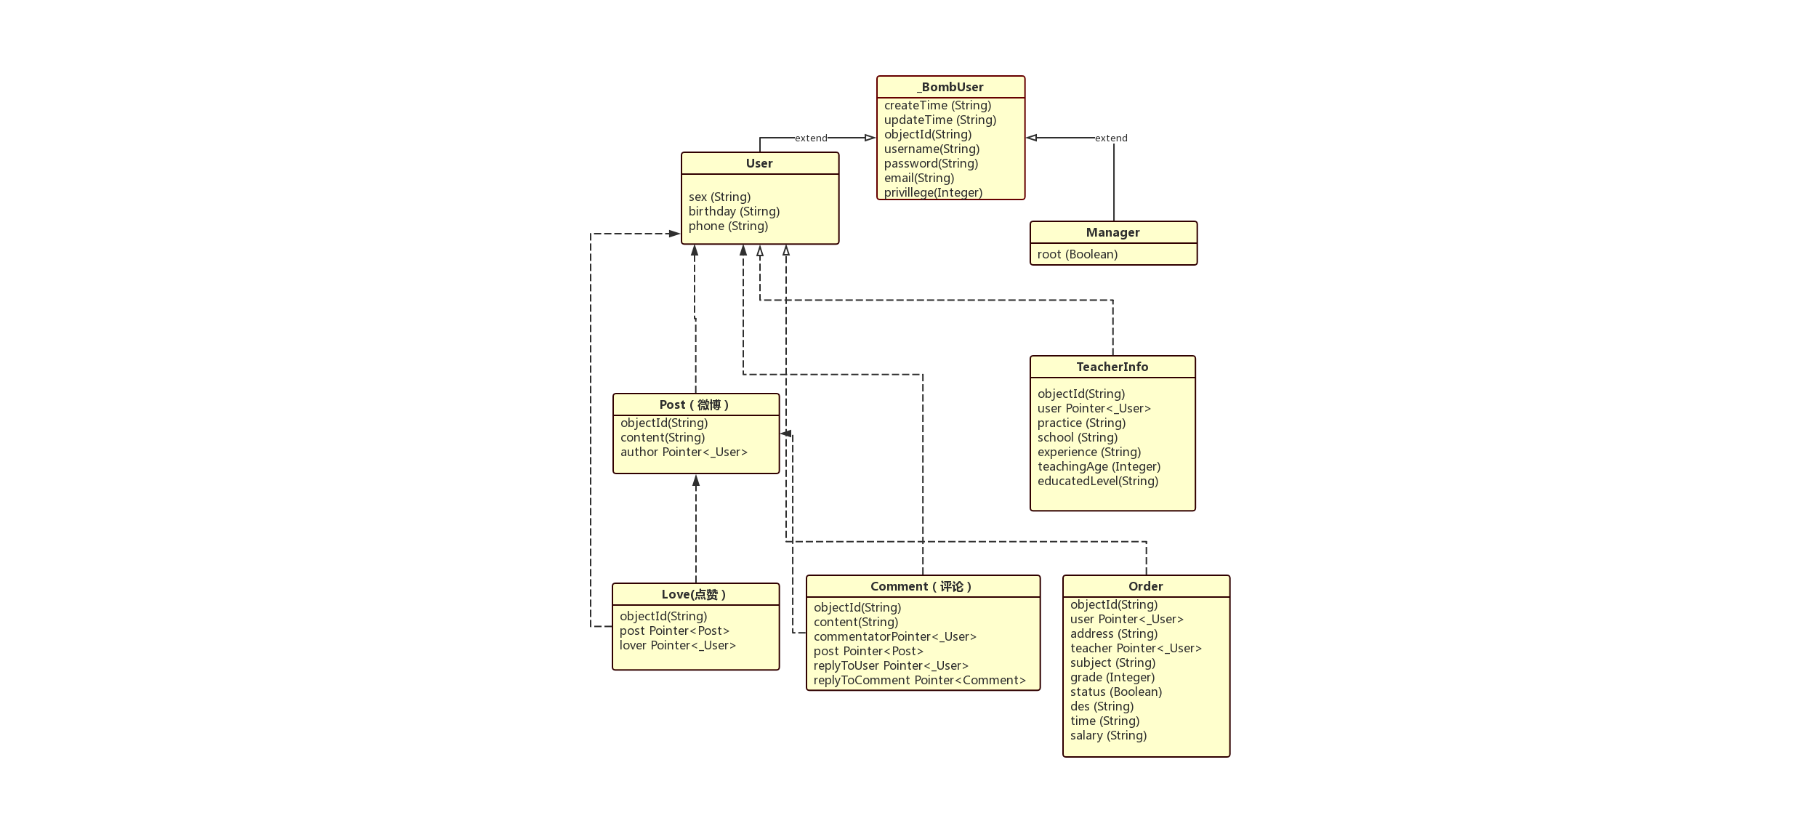 _BombUser
createTime (String)
updateTime (String)
objectId(String)
username(String)
password(String)
email(String)
privillege(Integer)
extend
extend
User
sex (String)
birthday (Stirng)
phone (String)
Manager
root (Boolean)
TeacherInfo
objectId(String)
user Pointer<_User>
practice (String)
school (String)
experience (String)
teachingAge (Integer)
educatedLevel(String)
Post ( 微博 )
objectId(String)
content(String)
author Pointer<_User>
Love(点赞 )
objectId(String)
post Pointer<Post>
lover Pointer<_User>
Comment ( 评论 )
objectId(String)
content(String)
commentatorPointer<_User>
post Pointer<Post>
replyToUser Pointer<_User>
replyToComment Pointer<Comment>
Order
objectId(String)
user Pointer<_User>
address (String)
teacher Pointer<_User>
subject (String)
grade (Integer)
status (Boolean)
des (String)
time (String)
salary (String)